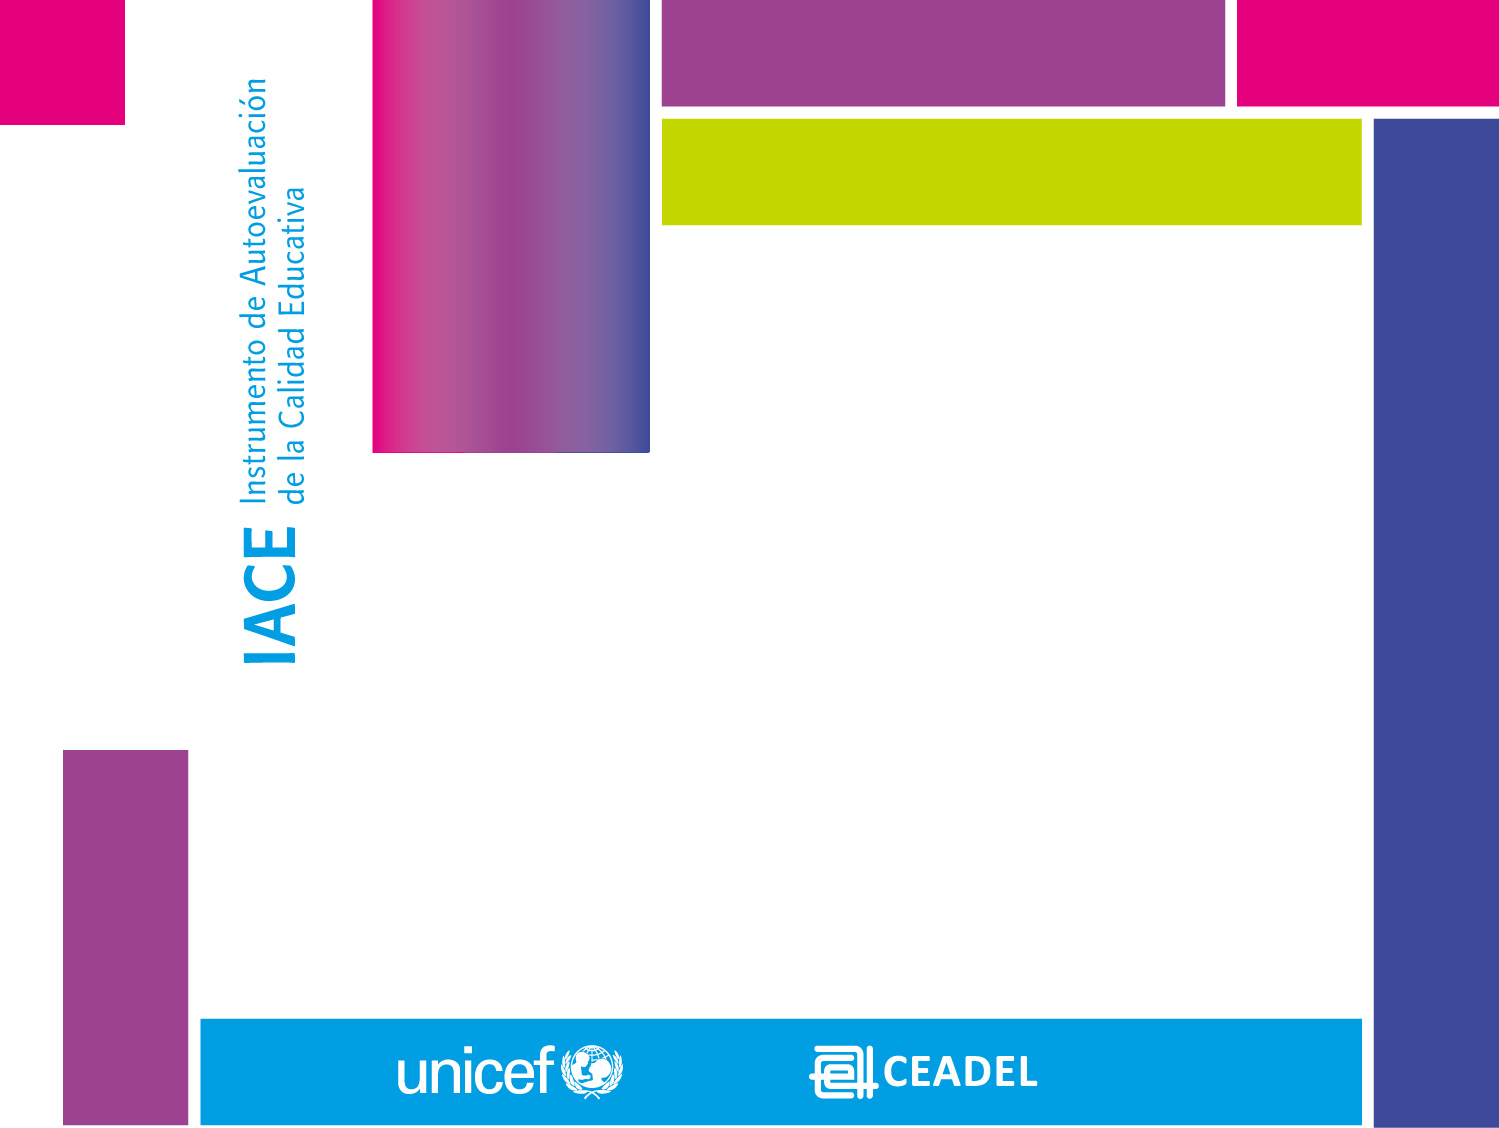 IACE
Instrumento de Autoevaluación
de la Calidad Educativa
unicef
CEADEL